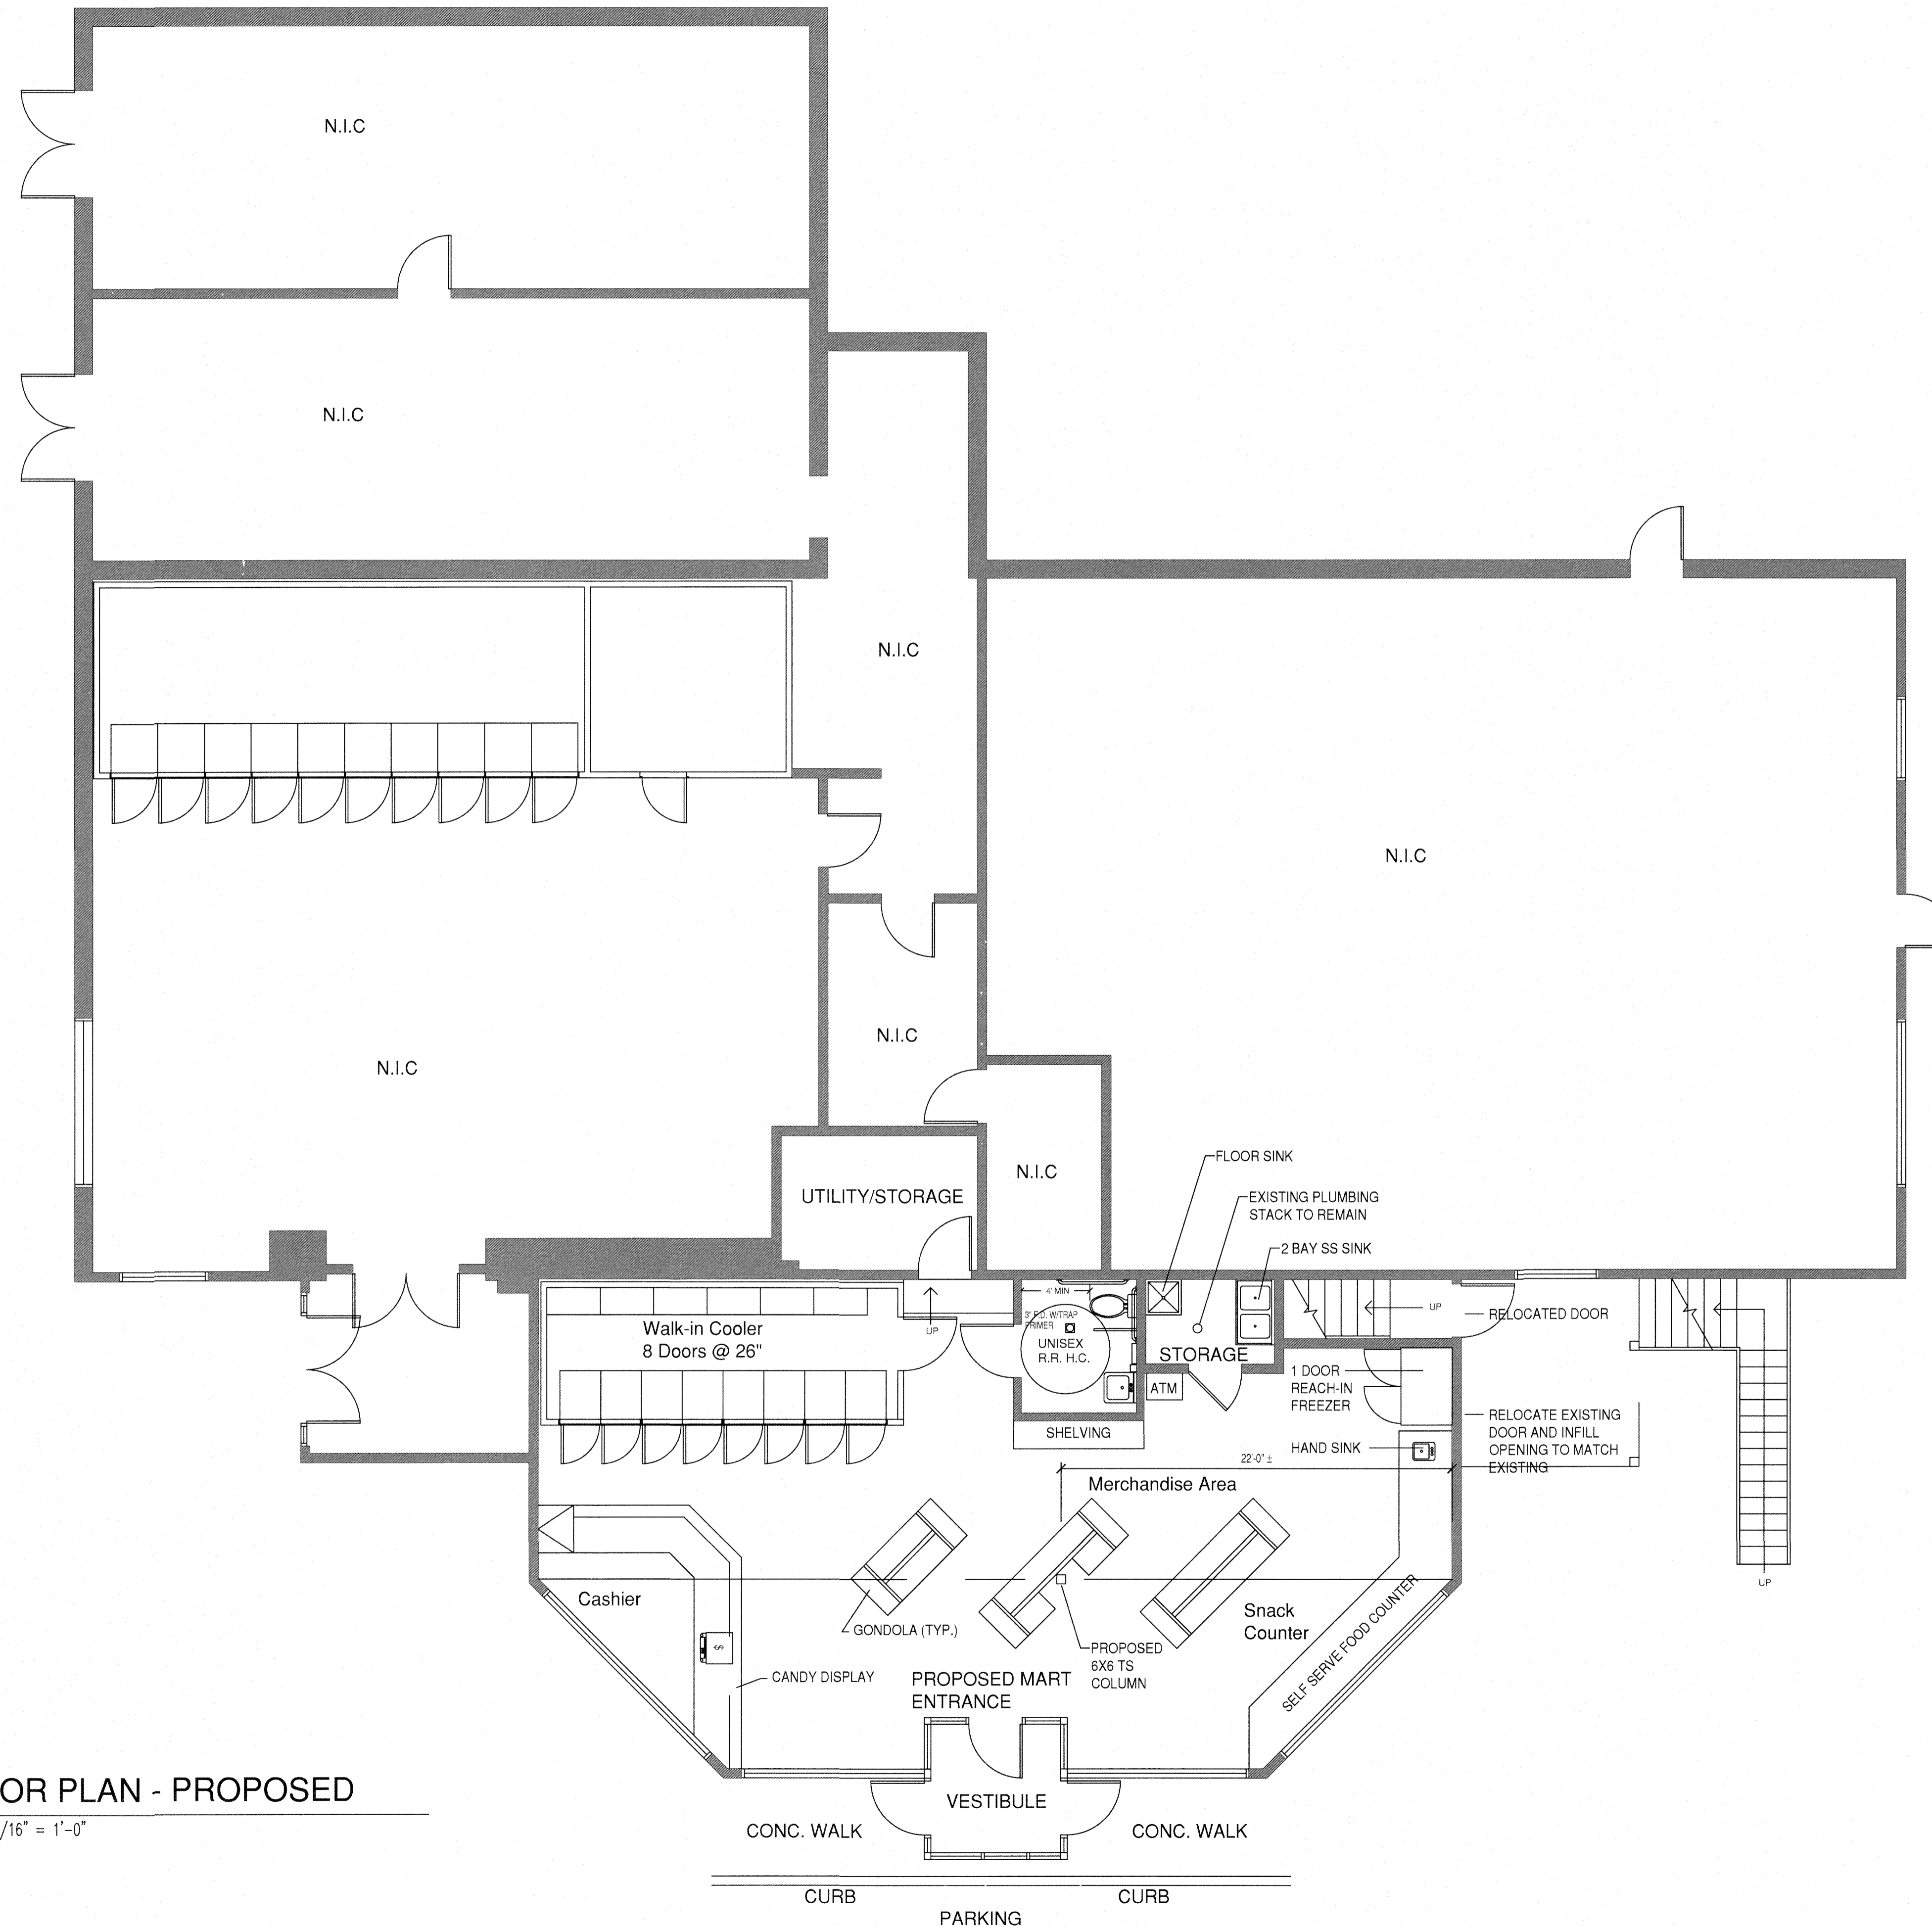 N.I.C
N.I.C
N.I.C
N.I.C
N.I.C
N.I.C
N.I.C
UTILITY/STORAGE
FLOOR SINK
EXISTING PLUMBING
STACK TO REMAIN
2 BAY SS SINK
Walk-in Cooler
8 Doors @ 26"
UP
4' MIN
3" F.D. W/TRAP
PRIMER
UNISEX
R.R. H.C.
STORAGE
ATM
SHELVING
UP
RELOCATED DOOR
1 DOOR
REACH-IN
FREEZER
HAND SINK
RELOCATE EXISTING
DOOR AND INFILL
OPENING TO MATCH
EXISTING
22'-0" ±
Merchandise Area
UP
Cashier
$
GONDOLA (TYP.)
CANDY DISPLAY
PROPOSED
6X6 TS
COLUMN
Snack
Counter
SELF SERVE FOOD COUNTER
PROPOSED MART
ENTRANCE
VESTIBULE
CONC. WALK
CONC. WALK
CURB
CURB
PARKING
OR PLAN - PROPOSED
/16" = 1'-0"